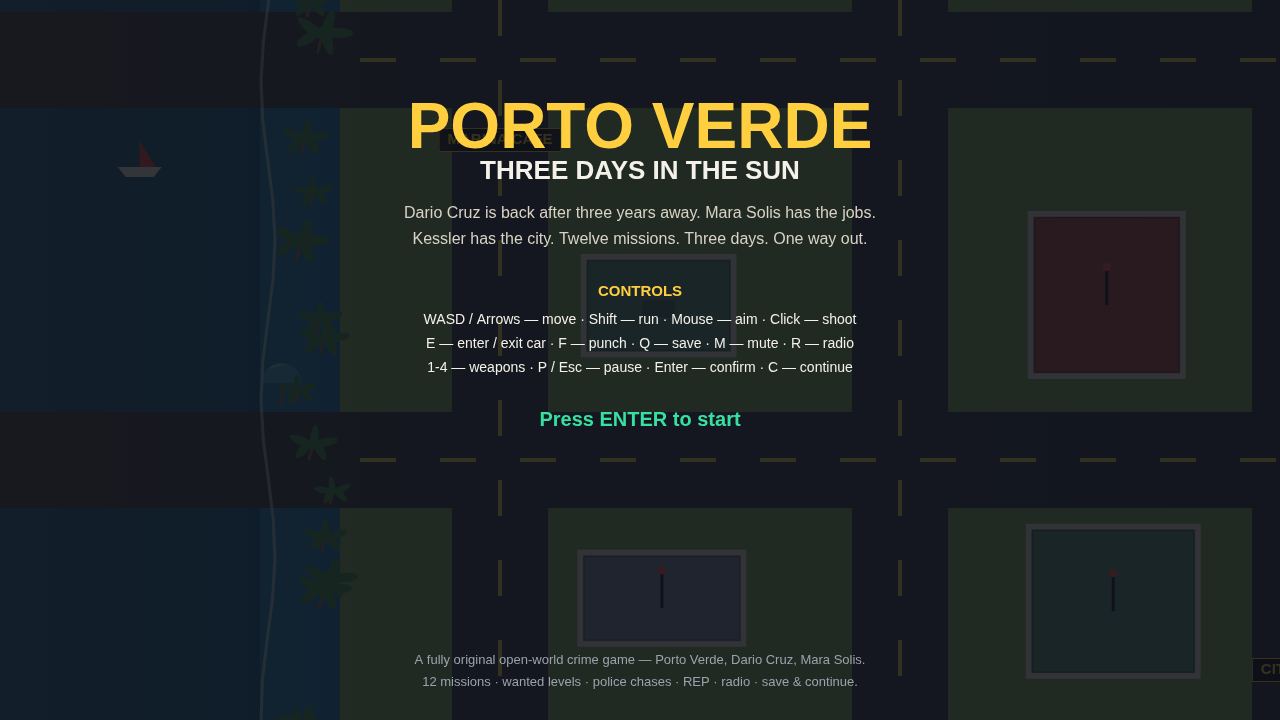 PORTO VERDE
THREE DAYS IN THE SUN
Dario Cruz is back after three years away. Mara Solis has the jobs.
Kessler has the city. Twelve missions. Three days. One way out.
CONTROLS
WASD / Arrows — move · Shift — run · Mouse — aim · Click — shoot
E — enter / exit car · F — punch · Q — save · M — mute · R — radio
1-4 — weapons · P / Esc — pause · Enter — confirm · C — continue
Press ENTER to start
A fully original open-world crime game — Porto Verde, Dario Cruz, Mara Solis.
12 missions · wanted levels · police chases · REP · radio · save & continue.